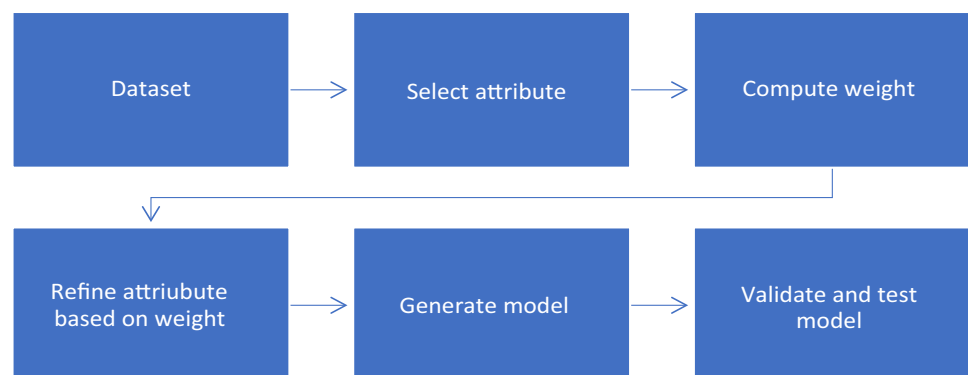 Dataset
Select attribute
Compute weight
Refine attriubute
based on weight
Generate model
Validate and test
model